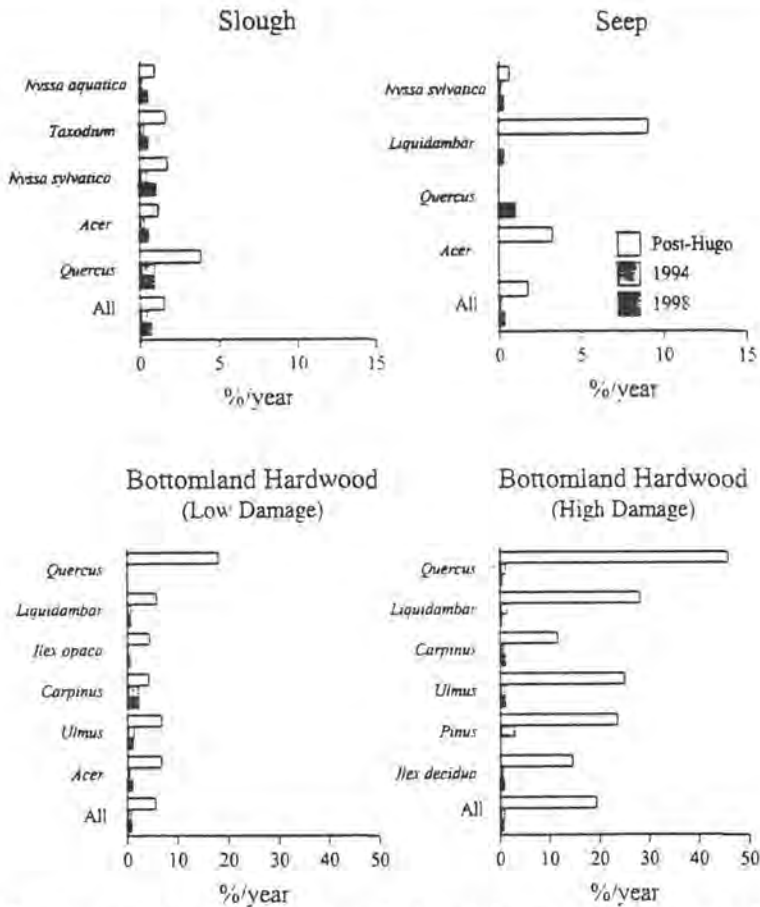 Slough
Nyssa aquatica
Taxodium
Nyssa sylvatica
Acer
Quercus
All
0 5 10 15
%/year
Seep
Nyssa sylvatica
Liquidambar
Quercus
Acer
All
Post-Hugo
1994
1998
0 5 10 15
%/year
Bottomland Hardwood
(Low Damage)
Quercus
Liquidambar
Ilex opaca
Carpinus
Ulmus
Acer
All
0 10 20 30 40 50
%/year
Bottomland Hardwood
(High Damage)
Quercus
Liquidambar
Carpinus
Ulmus
Pinus
Ilex decidua
All
0 10 20 30 40 50
%/year